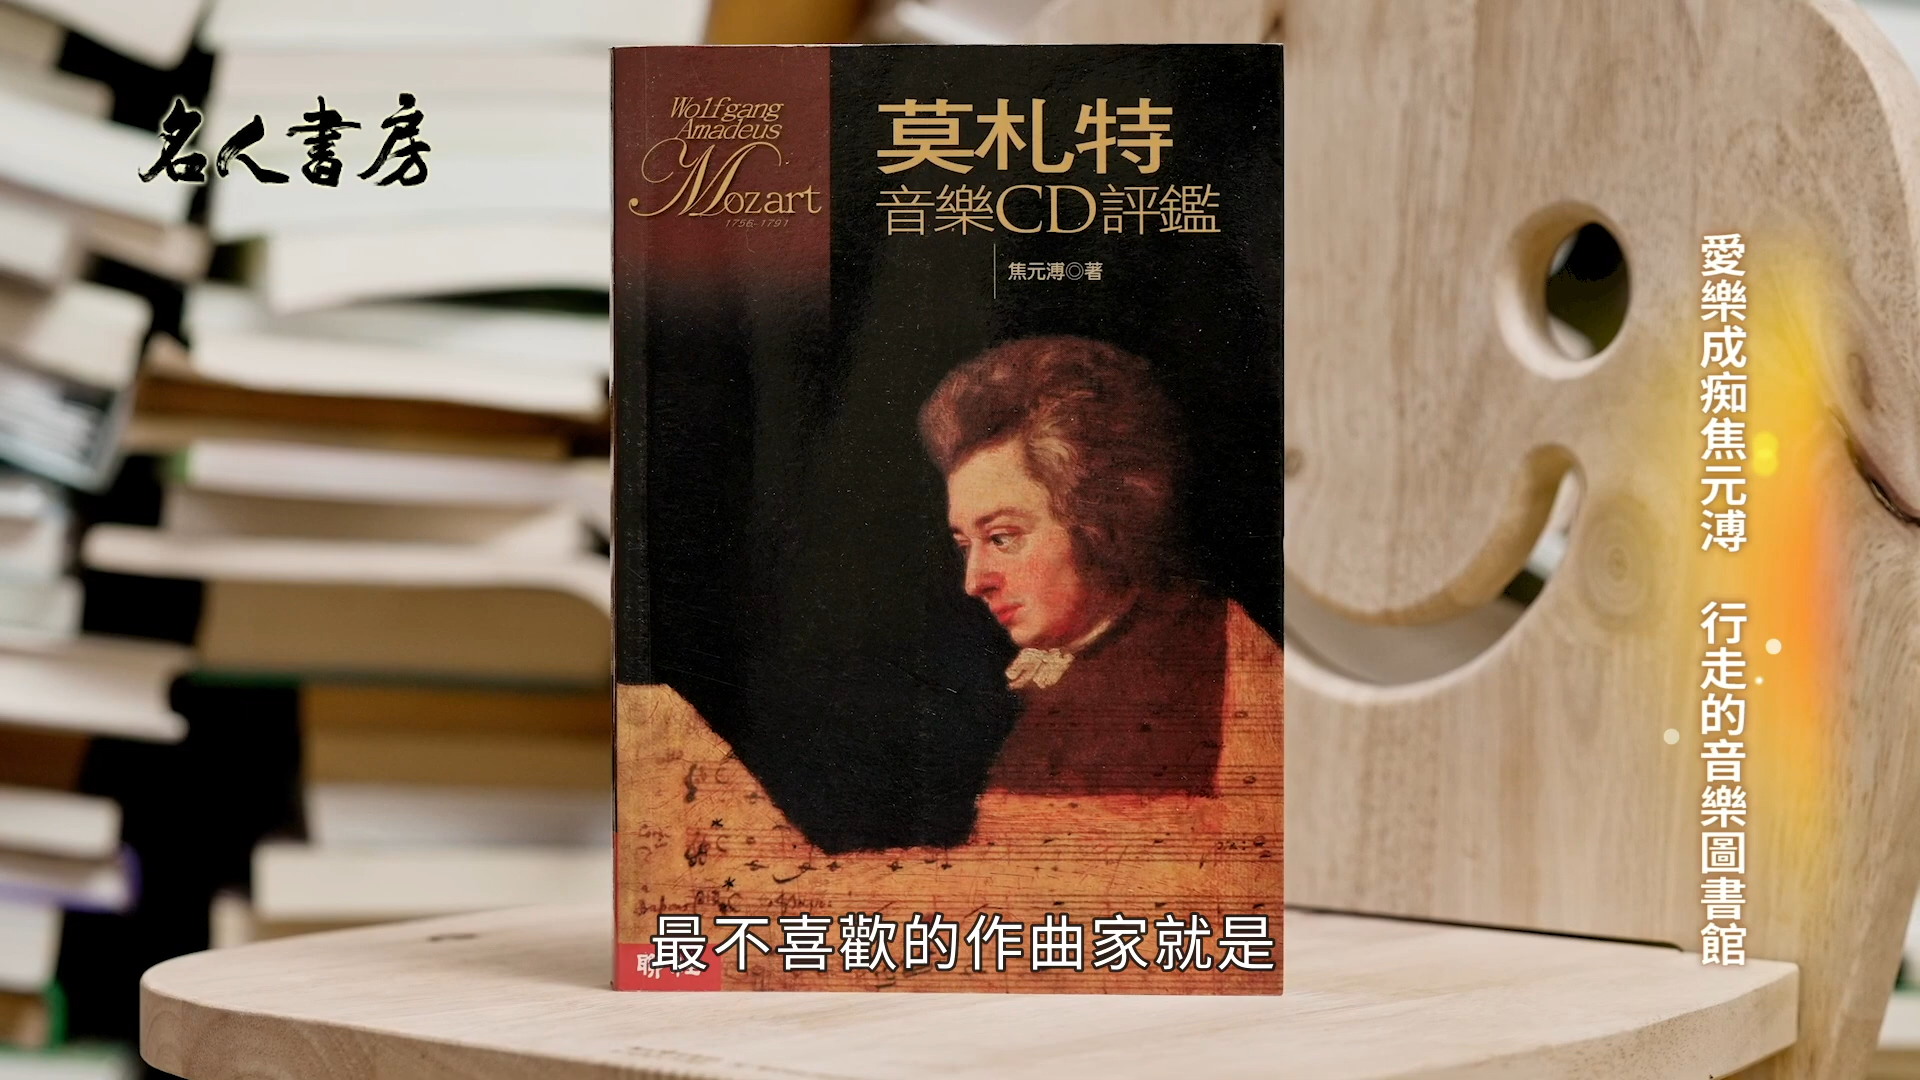 名人書房
Wolfgang
Amadeus
Mozart
1756-1791
莫札特
音樂CD評鑑
焦元溥◎著
愛樂成痴焦元溥 行走的音樂圖書館
最不喜歡的作曲家就是